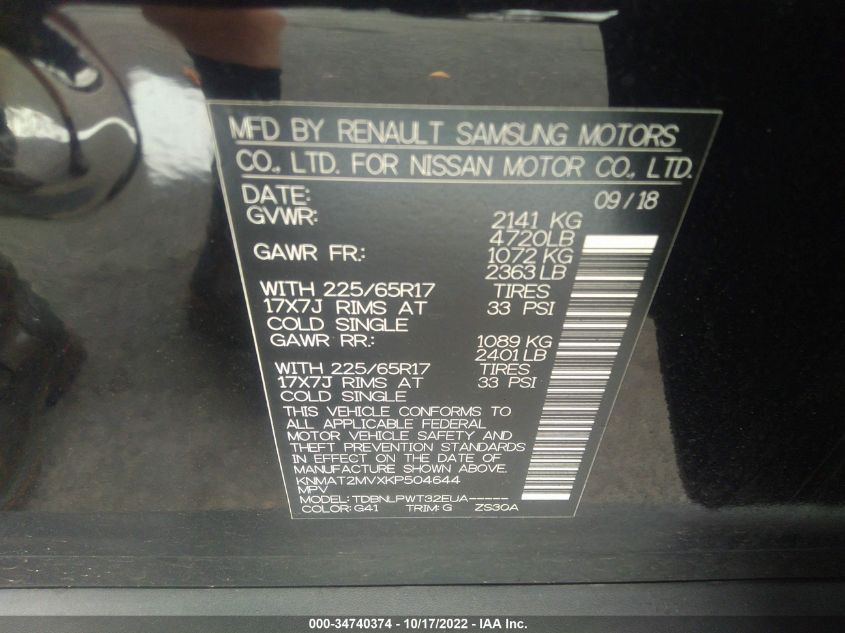 MFD BY RENAULT SAMSUNG MOTORS
CO., LTD. FOR NISSAN MOTOR CO., LTD.
DATE: 09/18
GVWR: 2141 KG
4720LB
GAWR FR.: 1072 KG
2363LB
WITH 225/65R17 TIRES
17X7J RIMS AT 33 PSI
COLD SINGLE
GAWR RR.: 1089 KG
2401LB
WITH 225/65R17 TIRES
17X7J RIMS AT 33 PSI
COLD SINGLE
THIS VEHICLE CONFORMS TO
ALL APPLICABLE FEDERAL
MOTOR VEHICLE SAFETY AND
THEFT PREVENTION STANDARDS
IN EFFECT ON THE DATE OF
MANUFACTURE SHOWN ABOVE.
KNMAT2MVXKP504644
MPV
MODEL: TDBNLPWT32EUA-----
COLOR: G41 TRIM: G ZS30A
000-34740374 - 10/17/2022 - IAA Inc.